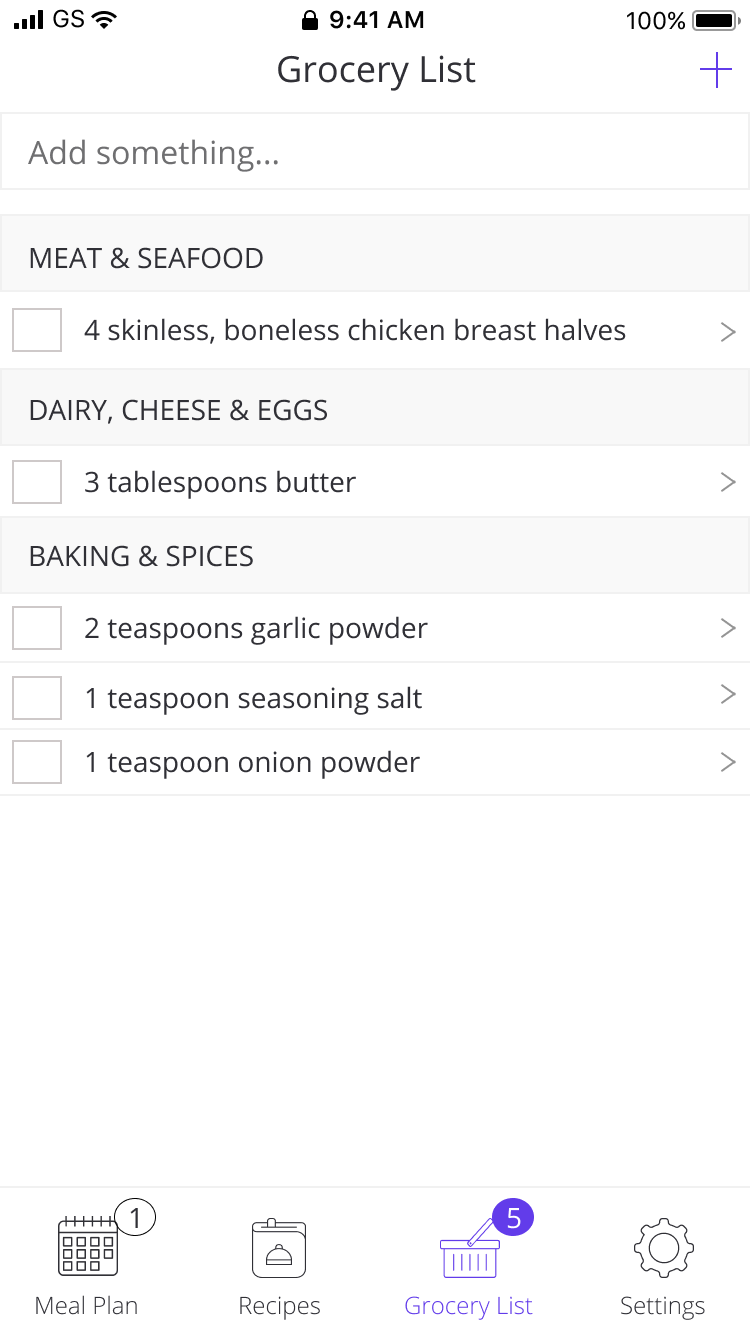 GS 9:41 AM 100%
Grocery List
Add something...
MEAT & SEAFOOD
4 skinless, boneless chicken breast halves
DAIRY, CHEESE & EGGS
3 tablespoons butter
BAKING & SPICES
2 teaspoons garlic powder
1 teaspoon seasoning salt
1 teaspoon onion powder
1 5
Meal Plan Recipes Grocery List Settings